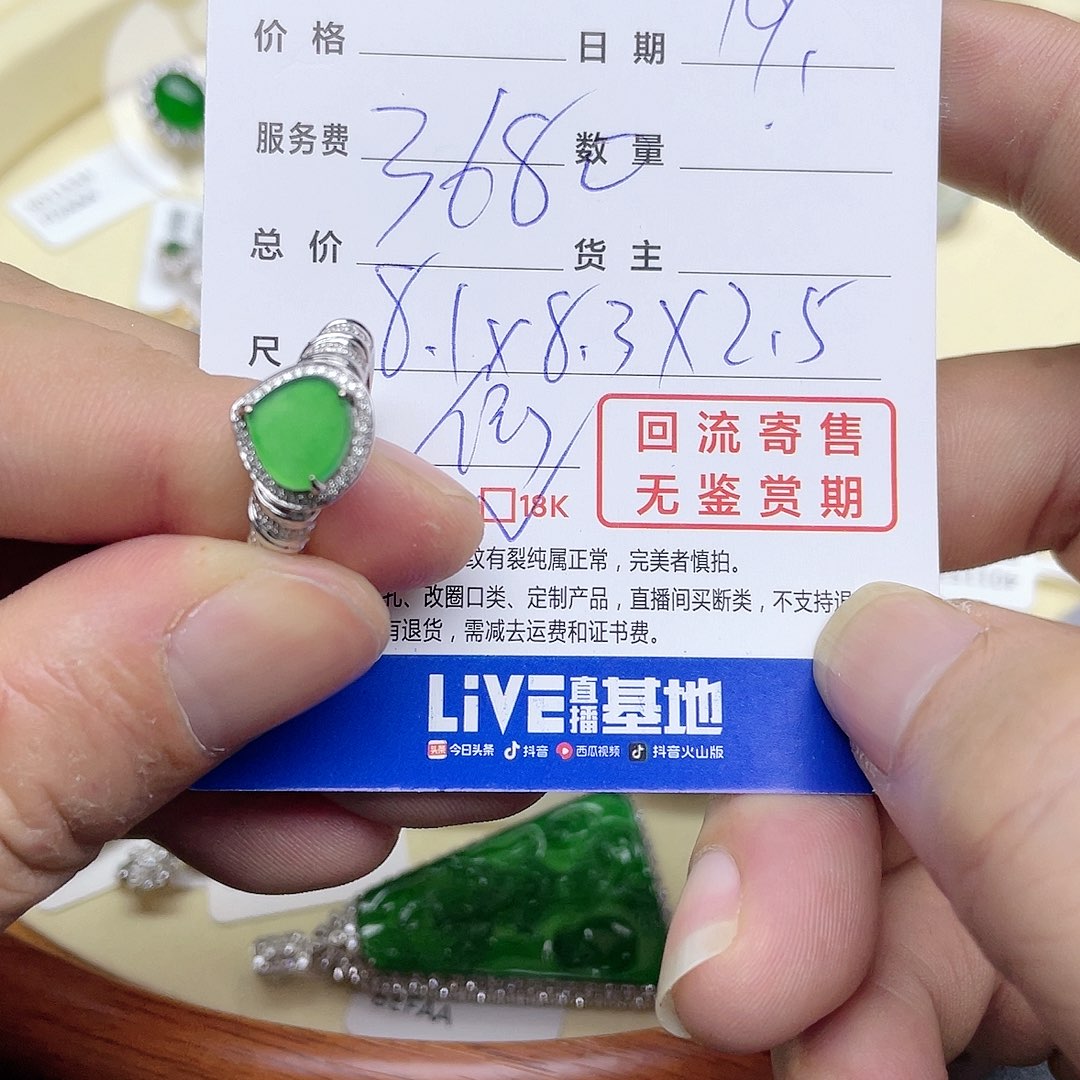 价格 日期 19.
服务费 数量
3680
总价 货主
尺 8.1x8.3x2.5
回流寄售
无鉴赏期
18K
纹有裂纯属正常，完美者慎拍。
孔、改圈口类、定制产品，直播间买断类，不支持退
有退货，需减去运费和证书费。
LiVE直播基地
今日头条 抖音 西瓜视频 抖音火山版